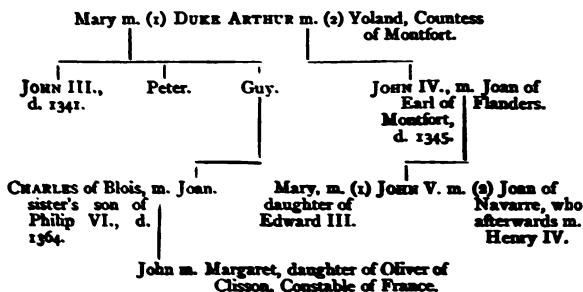 Mary m. (1) DUKE ARTHUR m. (2) Yoland, Countess
of Montfort.
JOHN III., Peter. Guy. JOHN IV., m. Joan of
d. 1341. Earl of Flanders.
Montfort,
d. 1345.
CHARLES of Blois, m. Joan. Mary, m. (1) JOHN V. m. (2) Joan of
sister's son of daughter of Navarre, who
Philip VI., d. Edward III. afterwards m.
1364. Henry IV.
John m. Margaret, daughter of Oliver of
Clisson, Constable of France.